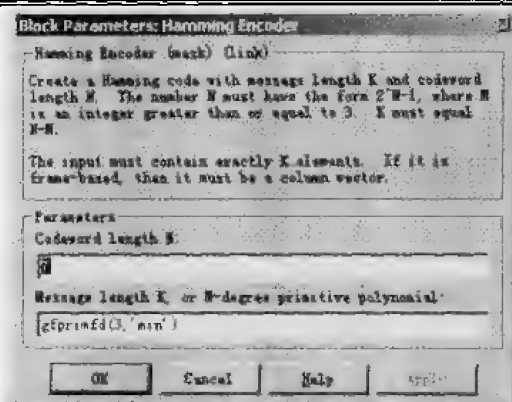 Block Parameters: Hamming Encoder
Hamming Encoder (mask) (link)
Create a Hamming code with message length K and codeword
length N. The number N must have the form 2^M-1, where M
is an integer greater than or equal to 3. K must equal
N-M.
The input must contain exactly K elements. If it is
frame-based, then it must be a column vector.
Parameters
Codeword length N:
Message length K, or M-degree primitive polynomial:
gfprimfd(3,'min')
OK
Cancel
Help
Apply